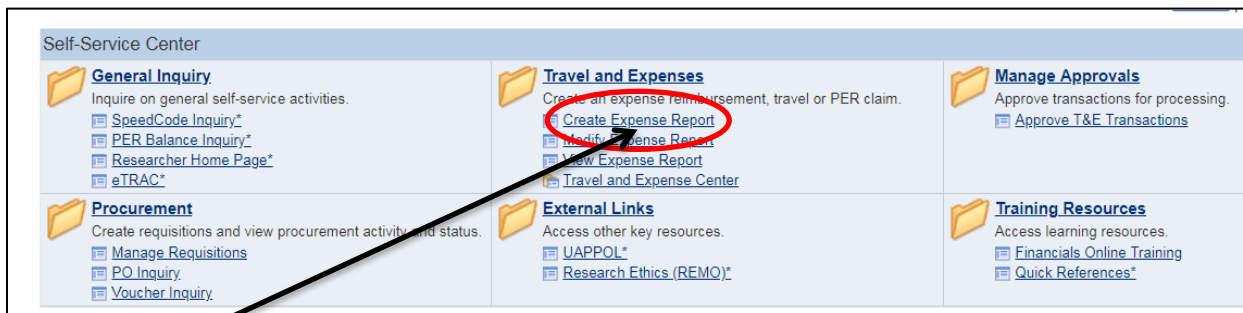 Self-Service Center
General Inquiry
Inquire on general self-service activities.
SpeedCode Inquiry*
PER Balance Inquiry*
Researcher Home Page*
eTRAC*
Travel and Expenses
Create an expense reimbursement, travel or PER claim.
Create Expense Report
Modify Expense Report
View Expense Report
Travel and Expense Center
Manage Approvals
Approve transactions for processing.
Approve T&E Transactions
Procurement
Create requisitions and view procurement activity and status.
Manage Requisitions
PO Inquiry
Voucher Inquiry
External Links
Access other key resources.
UAPPOL*
Research Ethics (REMO)*
Training Resources
Access learning resources.
Financials Online Training
Quick References*